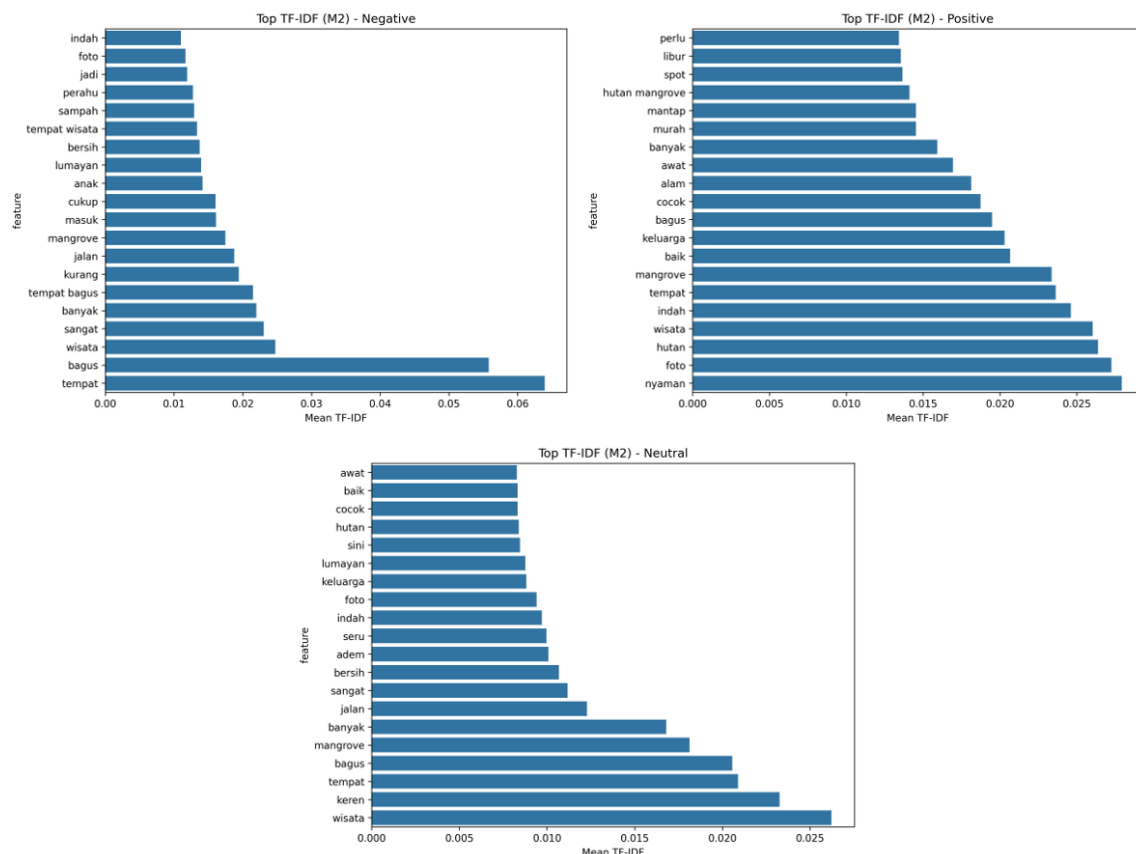 Top TF-IDF (M2) - Negative
feature
indah
foto
jadi
perahu
sampah
tempat wisata
bersih
lumayan
anak
cukup
masuk
mangrove
jalan
kurang
tempat bagus
banyak
sangat
wisata
bagus
tempat
0.00 0.01 0.02 0.03 0.04 0.05 0.06
Mean TF-IDF
Top TF-IDF (M2) - Positive
feature
perlu
libur
spot
hutan mangrove
mantap
murah
banyak
awat
alam
cocok
bagus
keluarga
baik
mangrove
tempat
indah
wisata
hutan
foto
nyaman
0.000 0.005 0.010 0.015 0.020 0.025
Mean TF-IDF
Top TF-IDF (M2) - Neutral
feature
awat
baik
cocok
hutan
sini
lumayan
keluarga
foto
indah
seru
adem
bersih
sangat
jalan
banyak
mangrove
bagus
tempat
keren
wisata
0.000 0.005 0.010 0.015 0.020 0.025
Mean TF-IDF